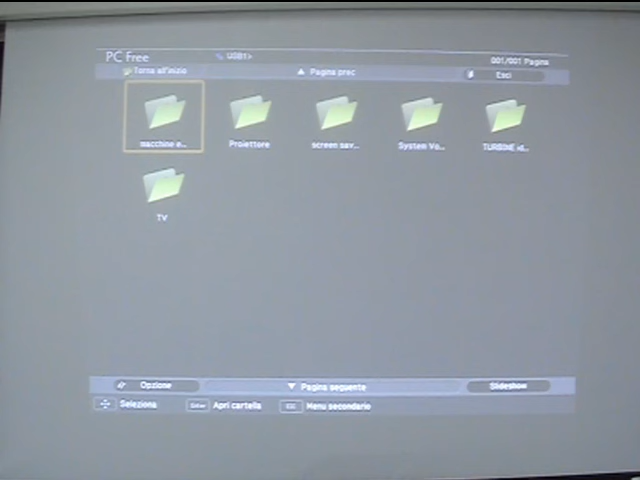 PC Free
USB1>
001/001 Pagina
Torna all'inizio
Pagina prec
Esci
macchine e...
Proiettore
screen sav...
System Vo...
TURBINE id...
TV
Opzione
Pagina seguente
Slideshow
Seleziona
Enter Apri cartella
ESC Menu secondario